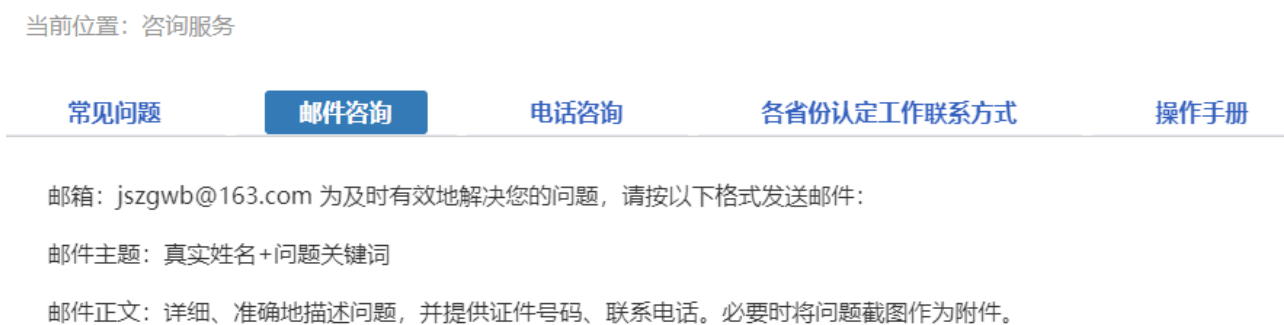 当前位置：咨询服务
常见问题 邮件咨询 电话咨询 各省份认定工作联系方式 操作手册
邮箱：jszgwb@163.com 为及时有效地解决您的问题，请按以下格式发送邮件：
邮件主题：真实姓名+问题关键词
邮件正文：详细、准确地描述问题，并提供证件号码、联系电话。必要时将问题截图作为附件。